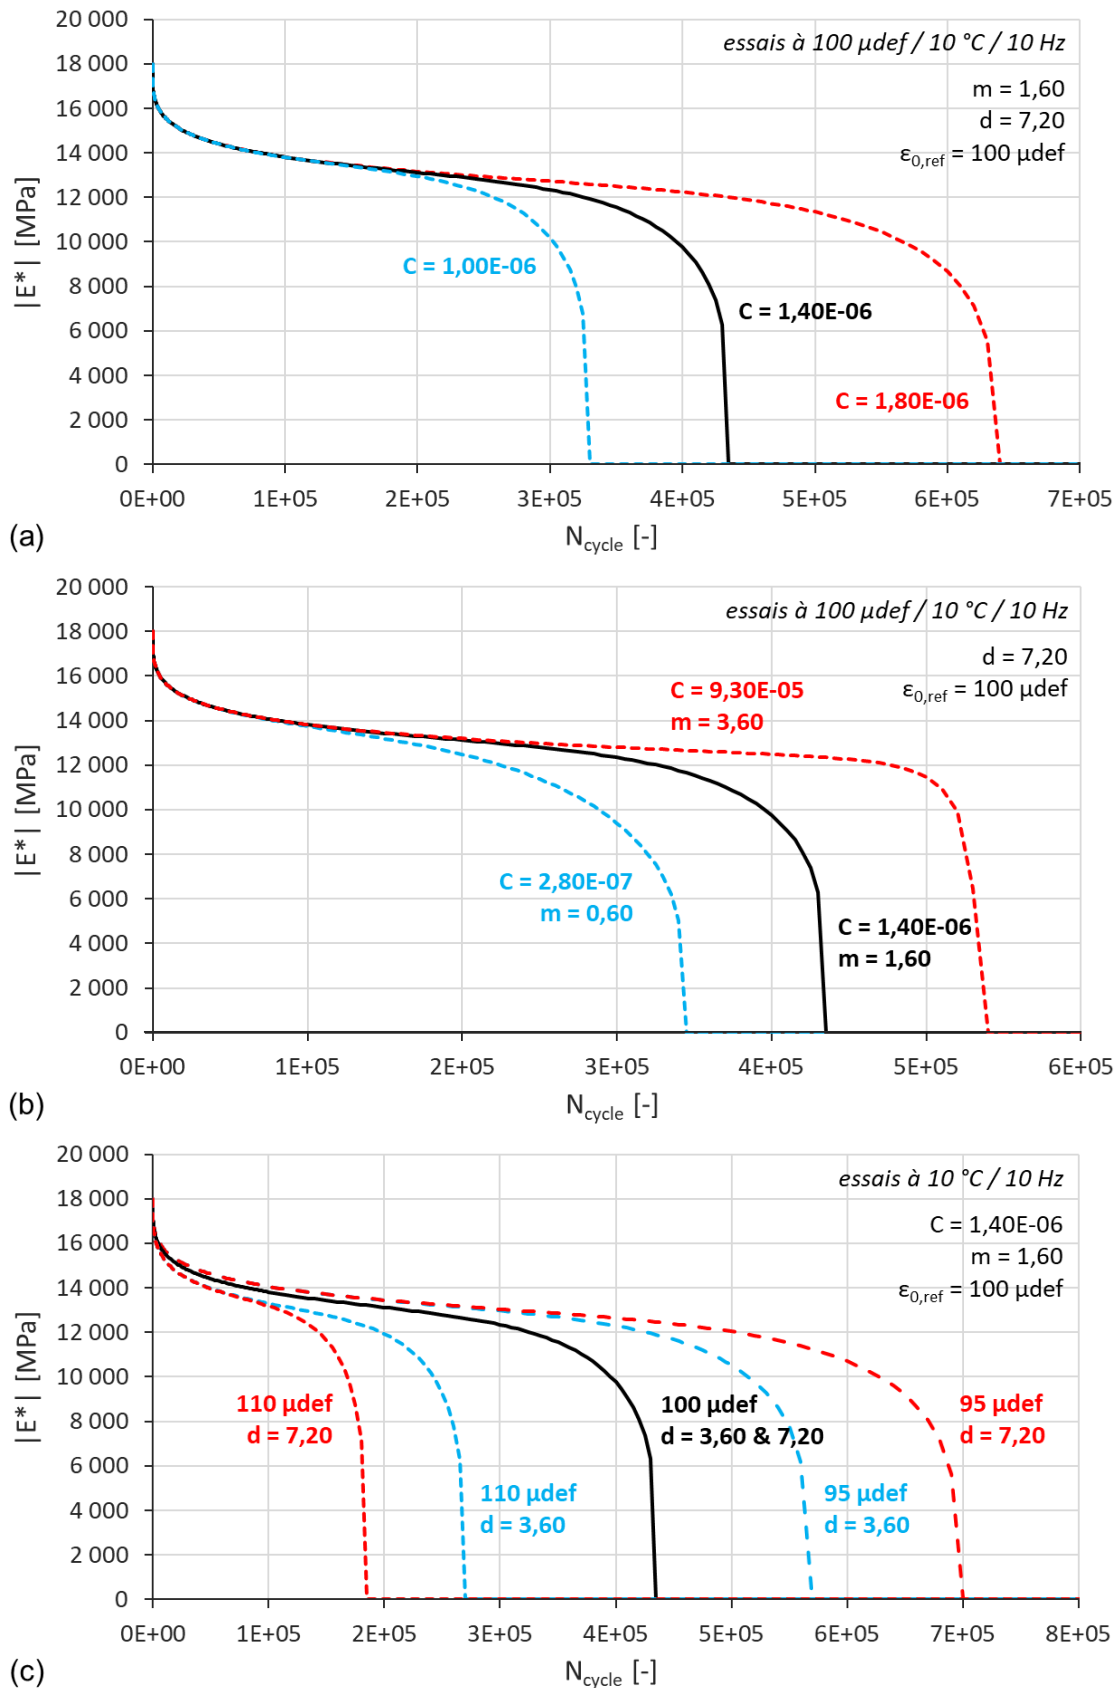 20 000
essais à 100 µdef / 10 °C / 10 Hz
18 000
m = 1,60
16 000
d = 7,20
14 000
ε0,ref = 100 µdef
12 000
10 000
C = 1,00E-06
8 000
C = 1,40E-06
6 000
4 000
C = 1,80E-06
2 000
0
|E*| [MPa]
0E+00 1E+05 2E+05 3E+05 4E+05 5E+05 6E+05 7E+05
(a)
Ncycle [-]
20 000
essais à 100 µdef / 10 °C / 10 Hz
18 000
d = 7,20
C = 9,30E-05
ε0,ref = 100 µdef
16 000
m = 3,60
14 000
12 000
10 000
8 000
C = 2,80E-07
6 000
m = 0,60
C = 1,40E-06
4 000
m = 1,60
2 000
0
|E*| [MPa]
0E+00 1E+05 2E+05 3E+05 4E+05 5E+05 6E+05
(b)
Ncycle [-]
20 000
essais à 10 °C / 10 Hz
18 000
C = 1,40E-06
16 000
m = 1,60
14 000
ε0,ref = 100 µdef
12 000
10 000
110 µdef
d = 7,20
100 µdef
d = 3,60 & 7,20
95 µdef
d = 7,20
8 000
6 000
110 µdef
d = 3,60
95 µdef
d = 3,60
4 000
2 000
0
|E*| [MPa]
0E+00 1E+05 2E+05 3E+05 4E+05 5E+05 6E+05 7E+05 8E+05
(c)
Ncycle [-]